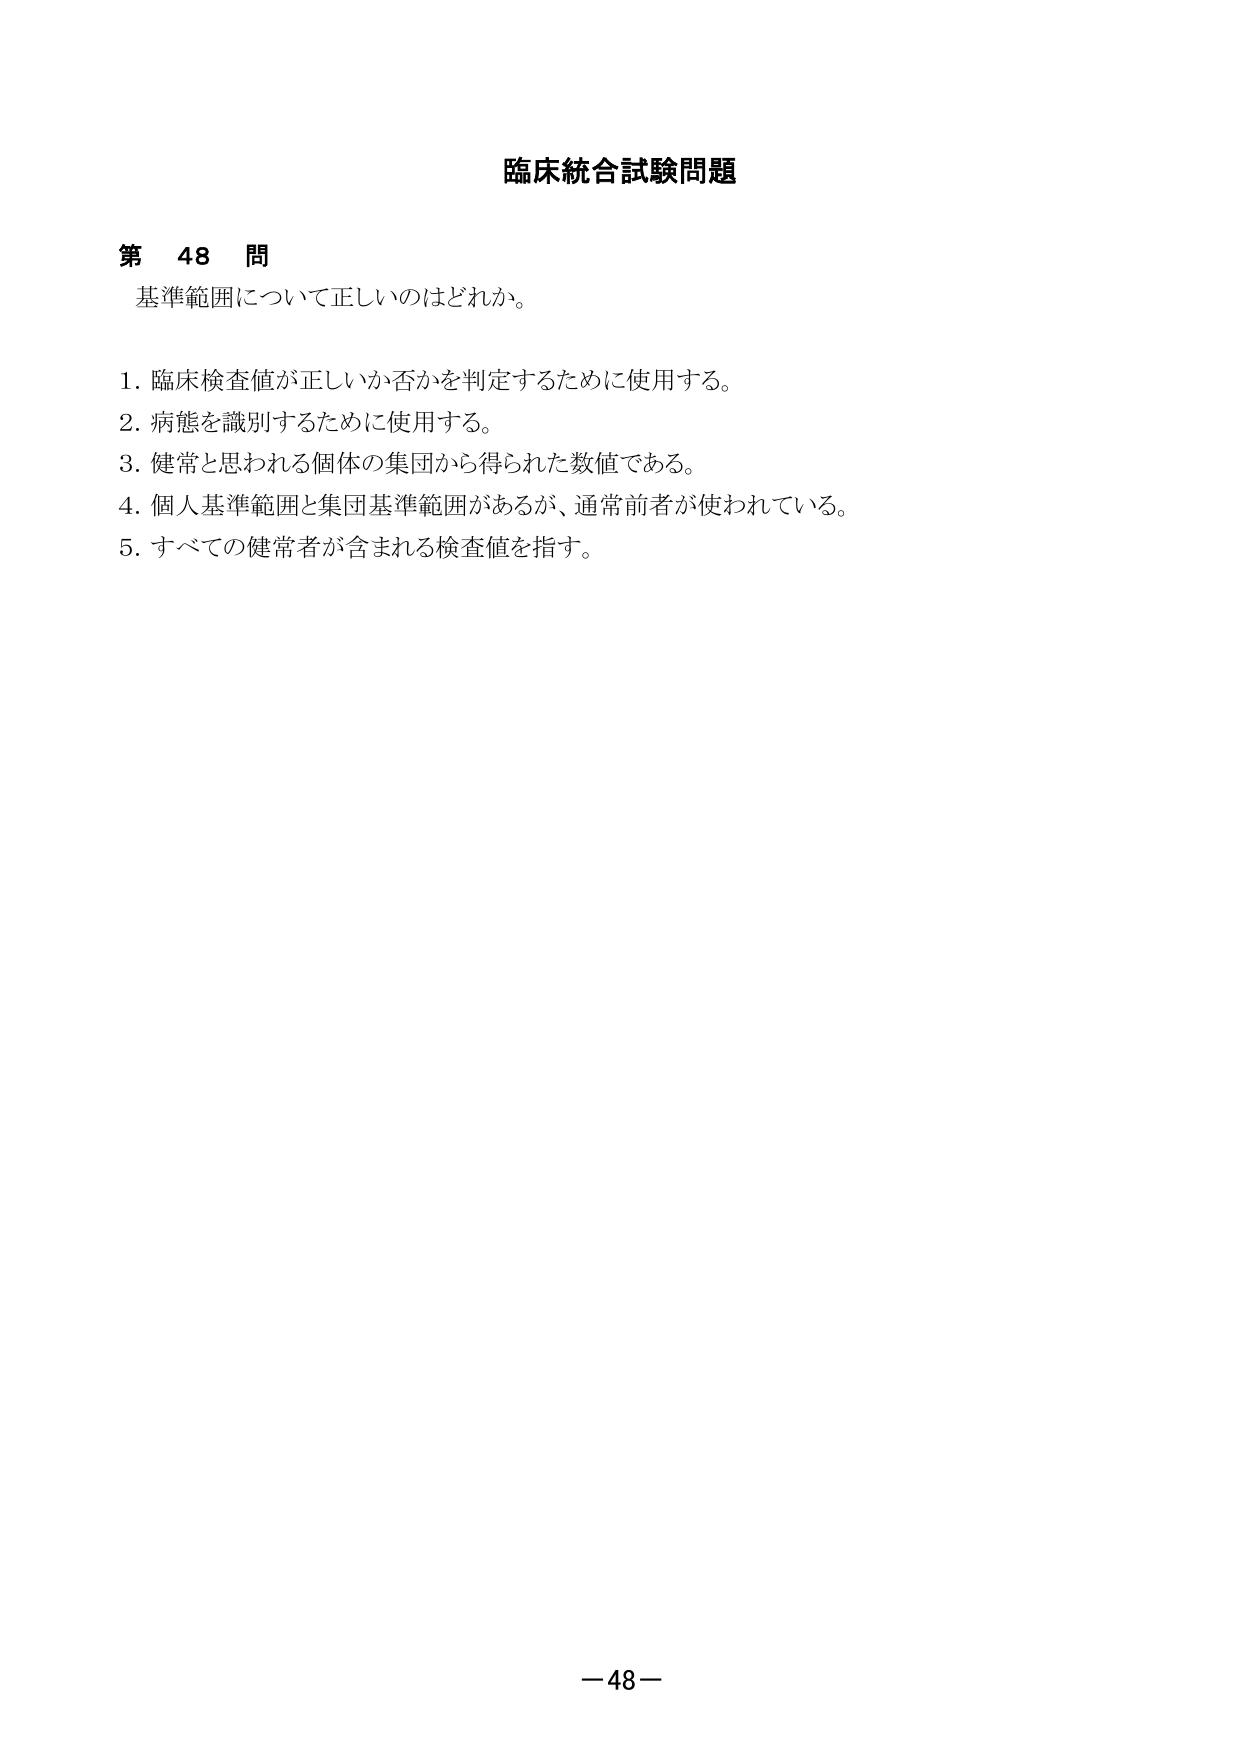 臨床統合試験問題
第 48 問
基準範囲について正しいのはどれか。
1. 臨床検査値が正しいか否かを判定するために使用する。
2. 病態を識別するために使用する。
3. 健常と思われる個体の集団から得られた数値である。
4. 個人基準範囲と集団基準範囲があるが、通常前者が使われている。
5. すべての健常者が含まれる検査値を指す。
－48－